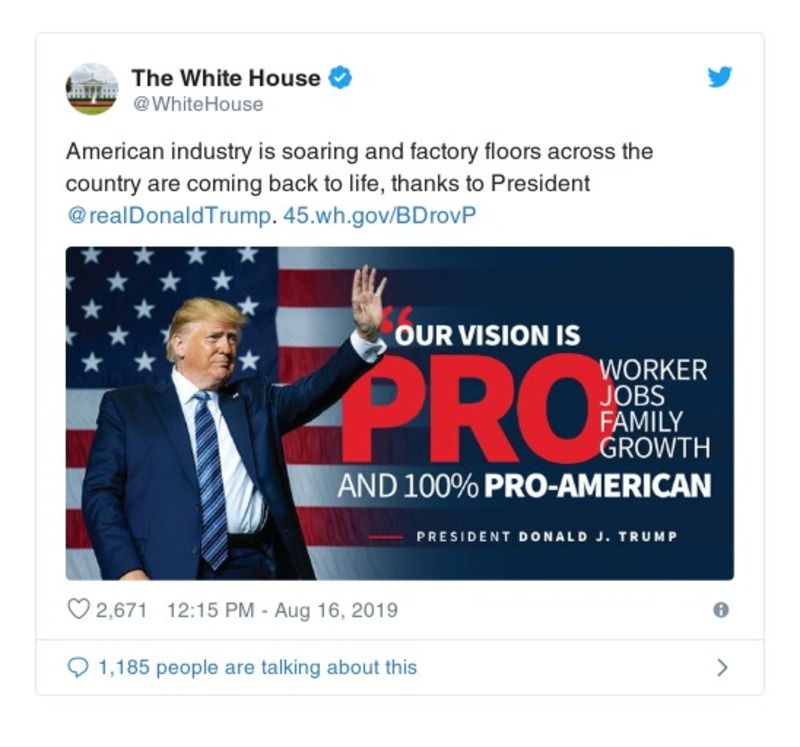 The White House
@WhiteHouse
American industry is soaring and factory floors across the
country are coming back to life, thanks to President
@realDonaldTrump. 45.wh.gov/BDrovP
“OUR VISION IS
PRO
WORKER
JOBS
FAMILY
GROWTH
AND 100% PRO-AMERICAN
PRESIDENT DONALD J. TRUMP
2,671 12:15 PM - Aug 16, 2019
1,185 people are talking about this